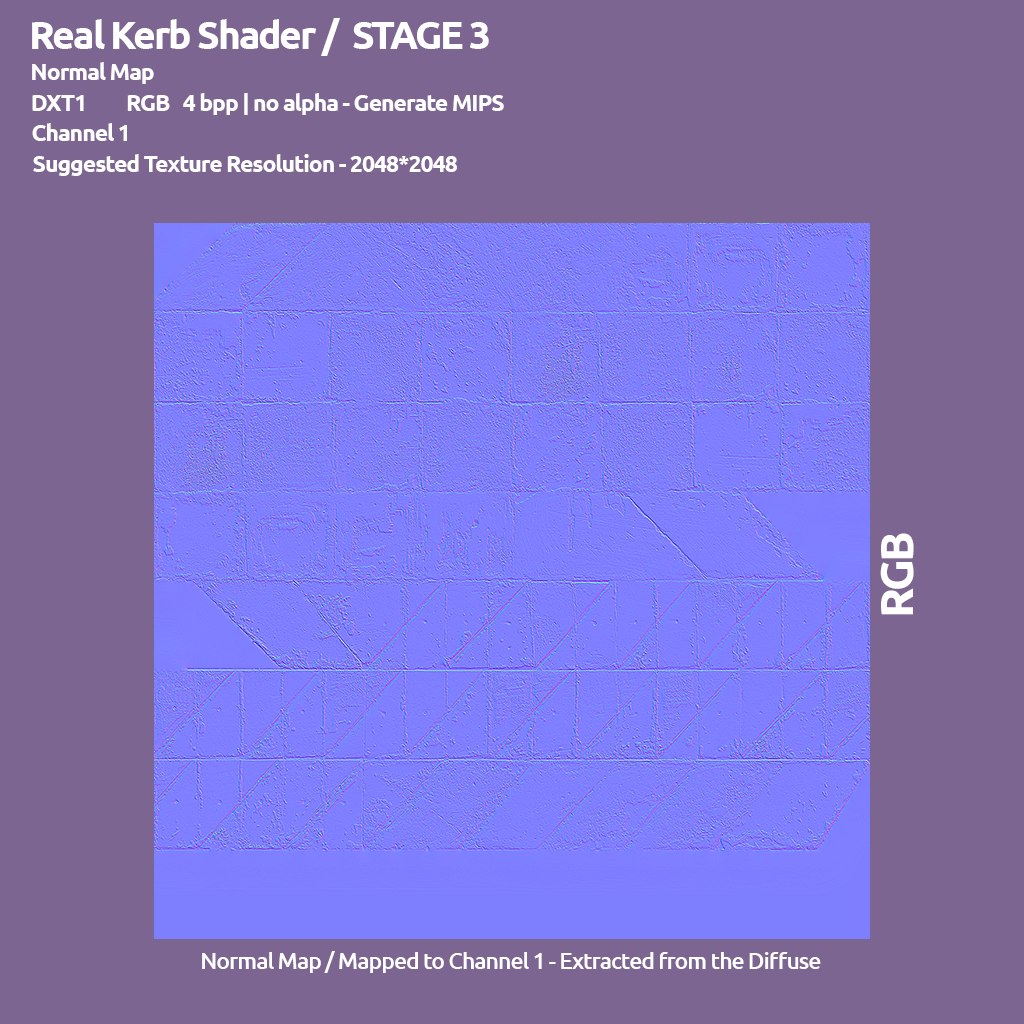 Real Kerb Shader / STAGE 3
Normal Map
DXT1 RGB 4 bpp | no alpha - Generate MIPS
Channel 1
Suggested Texture Resolution - 2048*2048
RGB
Normal Map / Mapped to Channel 1 - Extracted from the Diffuse